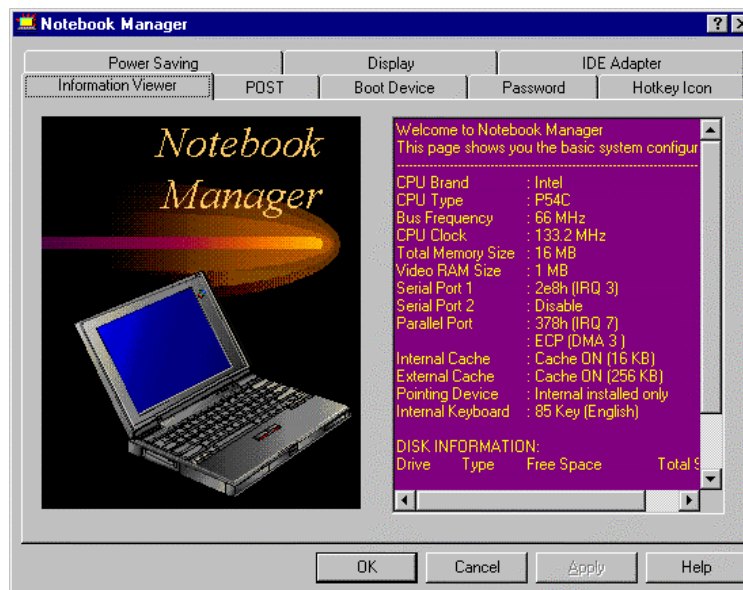 Notebook Manager
Power Saving Display IDE Adapter
Information Viewer POST Boot Device Password Hotkey Icon
Notebook
Manager
Welcome to Notebook Manager
This page shows you the basic system configur
CPU Brand : Intel
CPU Type : P54C
Bus Frequency : 66 MHz
CPU Clock : 133.2 MHz
Total Memory Size : 16 MB
Video RAM Size : 1 MB
Serial Port 1 : 2e8h (IRQ 3)
Serial Port 2 : Disable
Parallel Port : 378h (IRQ 7)
: ECP (DMA 3 )
Internal Cache : Cache ON (16 KB)
External Cache : Cache ON (256 KB)
Pointing Device : Internal installed only
Internal Keyboard : 85 Key (English)
DISK INFORMATION:
Drive Type Free Space Total S
OK Cancel Apply Help